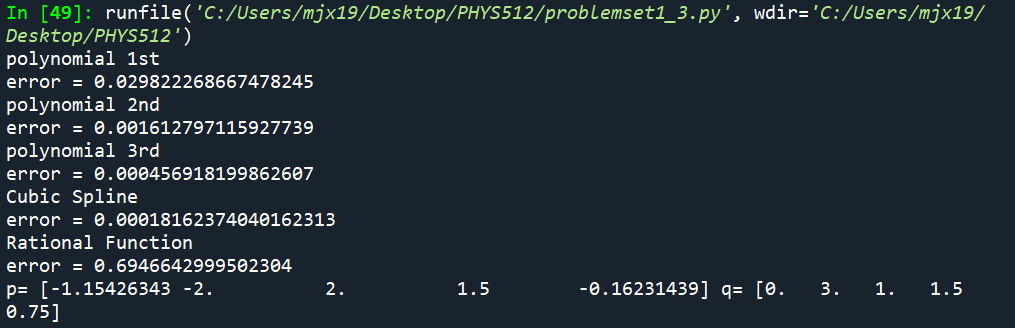 In [49]: runfile('C:/Users/mjx19/Desktop/PHYS512/problemset1_3.py', wdir='C:/Users/mjx19/
Desktop/PHYS512')
polynomial 1st
error = 0.029822268667478245
polynomial 2nd
error = 0.001612797115927739
polynomial 3rd
error = 0.000456918199862607
Cubic Spline
error = 0.00018162374040162313
Rational Function
error = 0.6946642999502304
p= [-1.15426343 -2.          2.          1.5        -0.16231439] q= [0.   3.   1.   1.5
0.75]